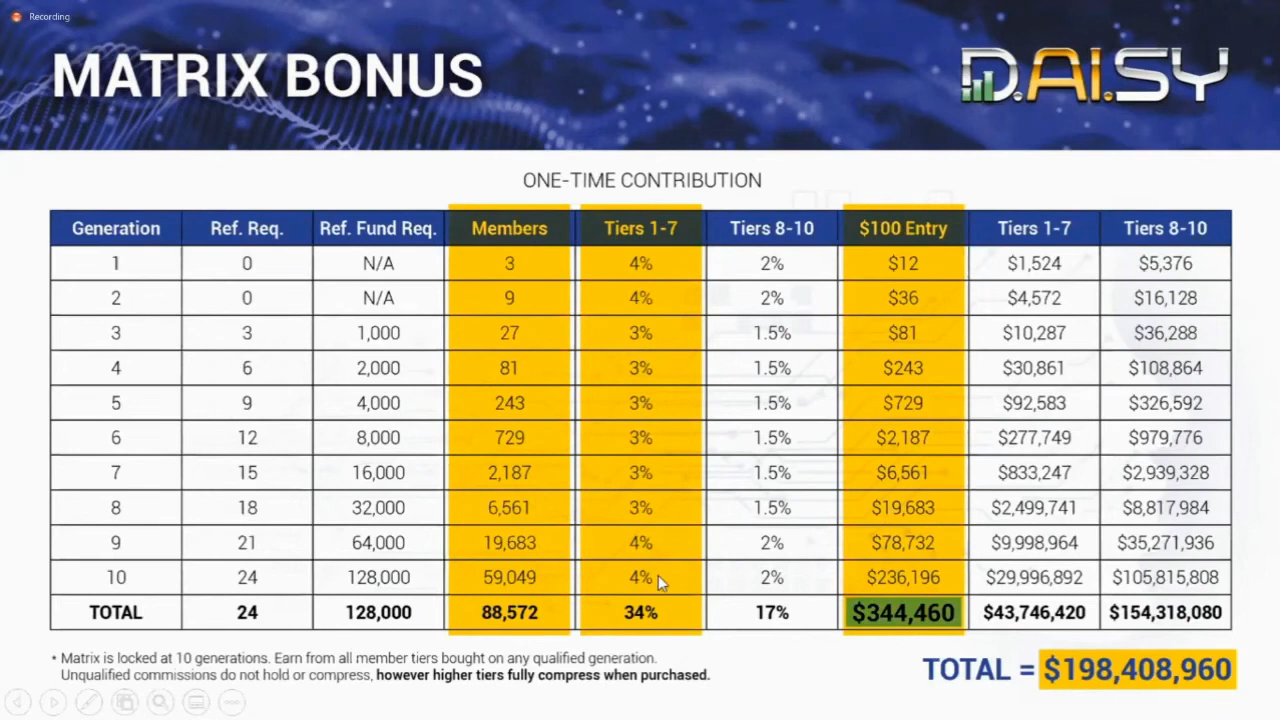 Recording
MATRIX BONUS
D.AI.SY
ONE-TIME CONTRIBUTION
Generation Ref. Req. Ref. Fund Req. Members Tiers 1-7 Tiers 8-10 $100 Entry Tiers 1-7 Tiers 8-10
1 0 N/A 3 4% 2% $12 $1,524 $5,376
2 0 N/A 9 4% 2% $36 $4,572 $16,128
3 3 1,000 27 3% 1.5% $81 $10,287 $36,288
4 6 2,000 81 3% 1.5% $243 $30,861 $108,864
5 9 4,000 243 3% 1.5% $729 $92,583 $326,592
6 12 8,000 729 3% 1.5% $2,187 $277,749 $979,776
7 15 16,000 2,187 3% 1.5% $6,561 $833,247 $2,939,328
8 18 32,000 6,561 3% 1.5% $19,683 $2,499,741 $8,817,984
9 21 64,000 19,683 4% 2% $78,732 $9,998,964 $35,271,936
10 24 128,000 59,049 4% 2% $236,196 $29,996,892 $105,815,808
TOTAL 24 128,000 88,572 34% 17% $344,460 $43,746,420 $154,318,080
* Matrix is locked at 10 generations. Earn from all member tiers bought on any qualified generation.
Unqualified commissions do not hold or compress, however higher tiers fully compress when purchased.
TOTAL = $198,408,960